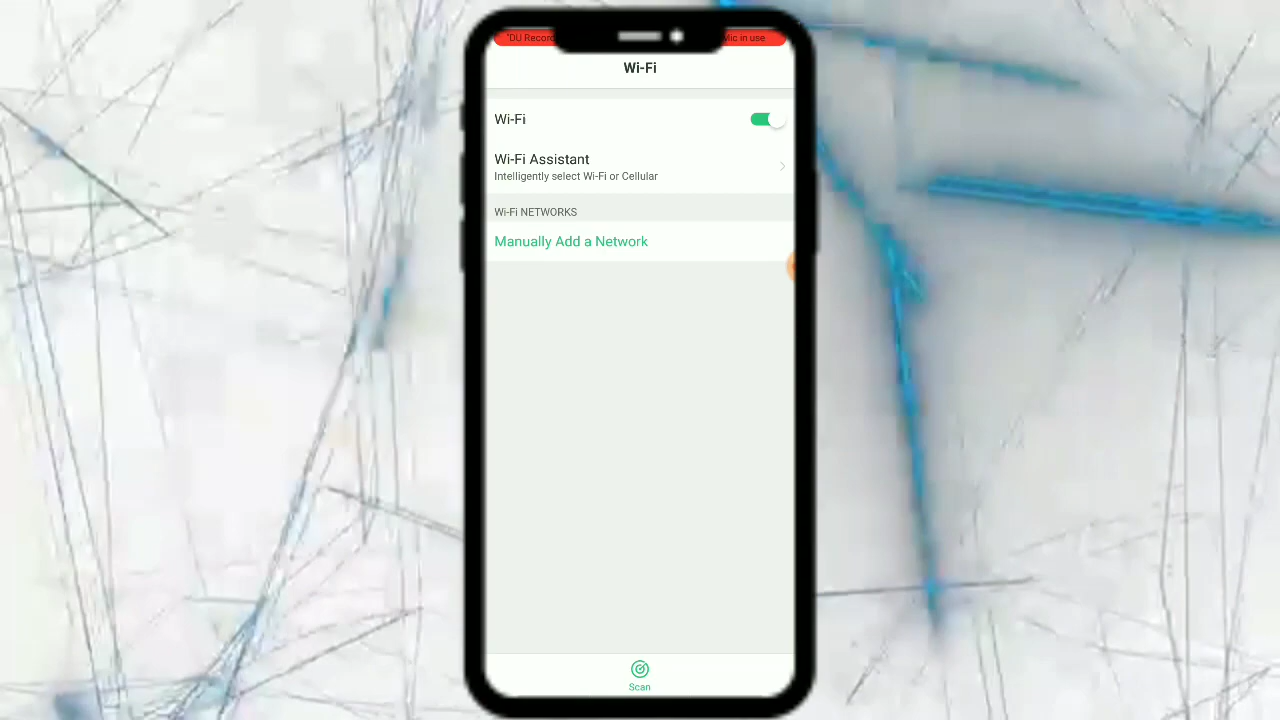 "DU Recor Mic in use
Wi-Fi
Wi-Fi
Wi-Fi Assistant
Intelligently select Wi-Fi or Cellular
Wi-Fi NETWORKS
Manually Add a Network
Scan